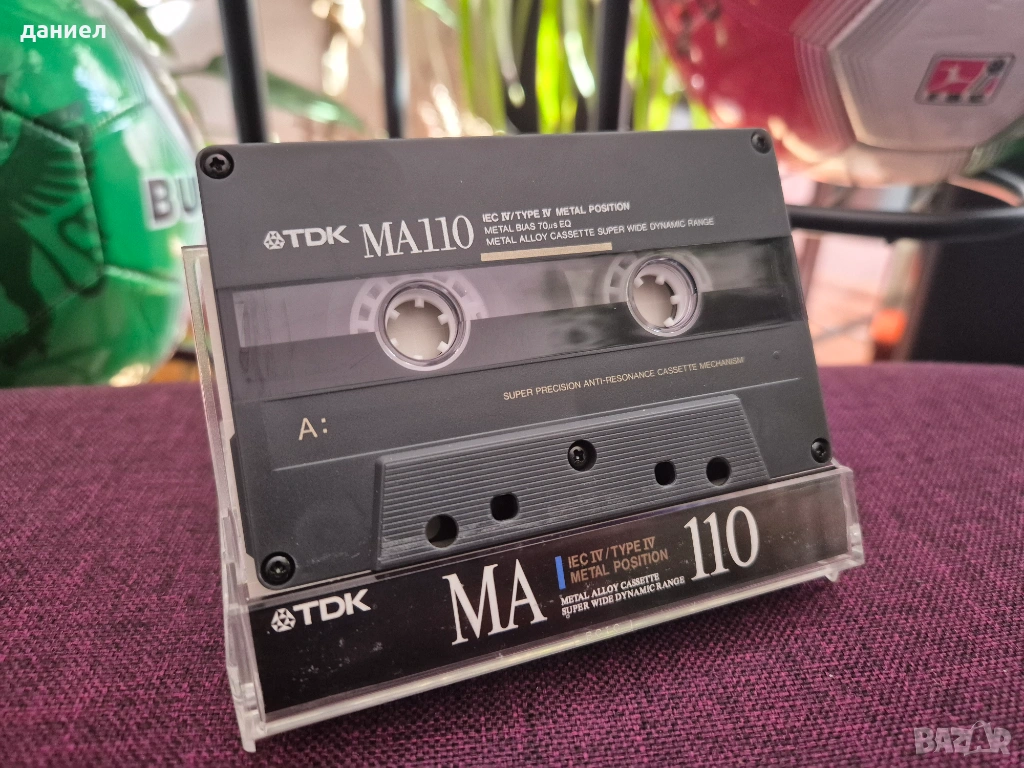 даниел
BU
TDK MA110
IEC IV/TYPE IV METAL POSITION
METAL BIAS 70μs EQ
METAL ALLOY CASSETTE SUPER WIDE DYNAMIC RANGE
SUPER PRECISION ANTI-RESONANCE CASSETTE MECHANISM
A:
TDK MA IEC IV/TYPE IV
METAL POSITION
METAL ALLOY CASSETTE
SUPER WIDE DYNAMIC RANGE
110
BAZAR